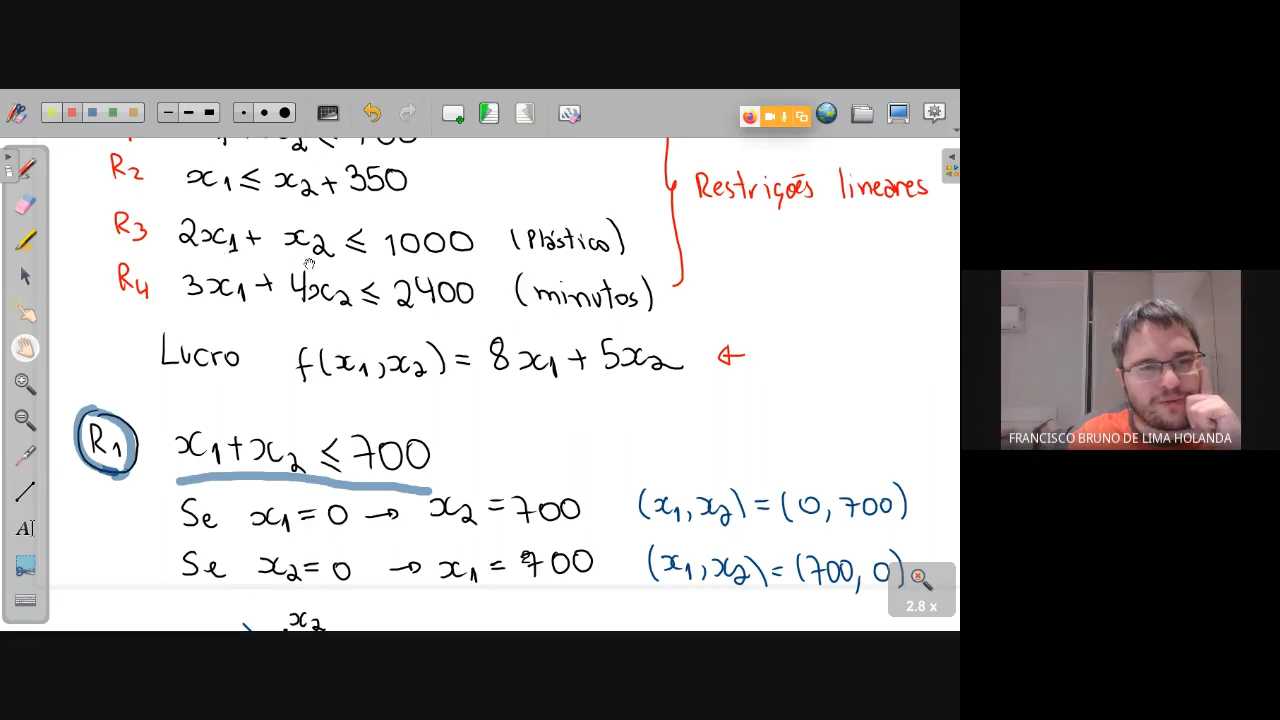 R2 x1 ≤ x2 + 350
Restrições lineares
R3 2x1 + x2 ≤ 1000 (Plástico)
R4 3x1 + 4x2 ≤ 2400 (minutos)
Lucro f(x1,x2) = 8x1 + 5x2 ←
R1 x1+x2 ≤ 700
Se x1 = 0 → x2 = 700 (x1,x2) = (0,700)
Se x2 = 0 → x1 = 700 (x1,x2) = (700,0)
x2
2.8 x
FRANCISCO BRUNO DE LIMA HOLANDA